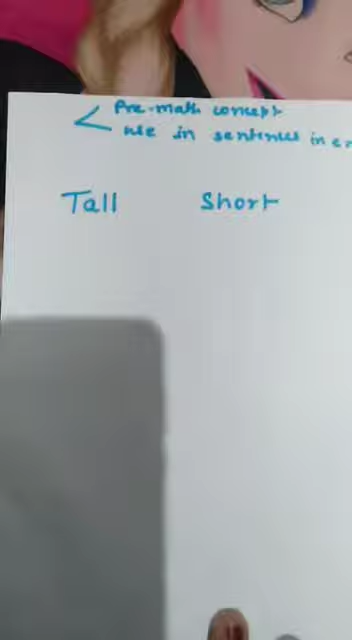 < Pre-math concept
use in sentences in
Tall Short